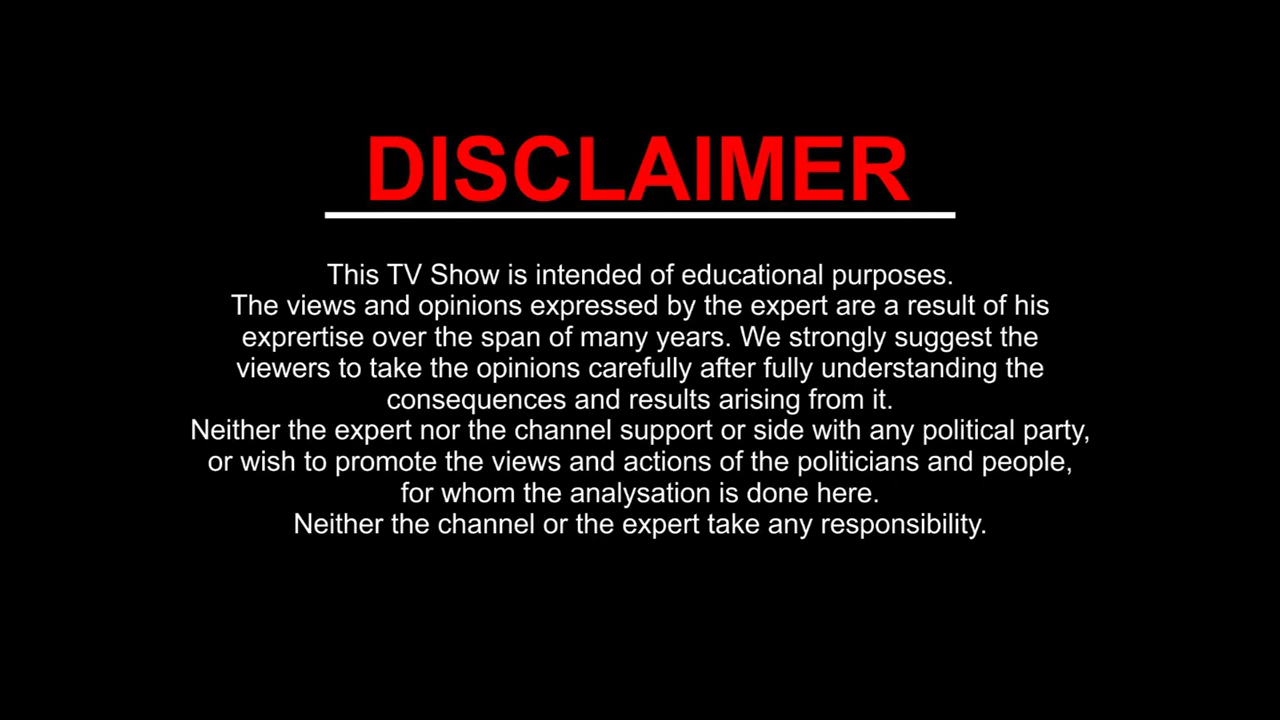 DISCLAIMER
This TV Show is intended of educational purposes.
The views and opinions expressed by the expert are a result of his
exprertise over the span of many years. We strongly suggest the
viewers to take the opinions carefully after fully understanding the
consequences and results arising from it.
Neither the expert nor the channel support or side with any political party,
or wish to promote the views and actions of the politicians and people,
for whom the analysation is done here.
Neither the channel or the expert take any responsibility.